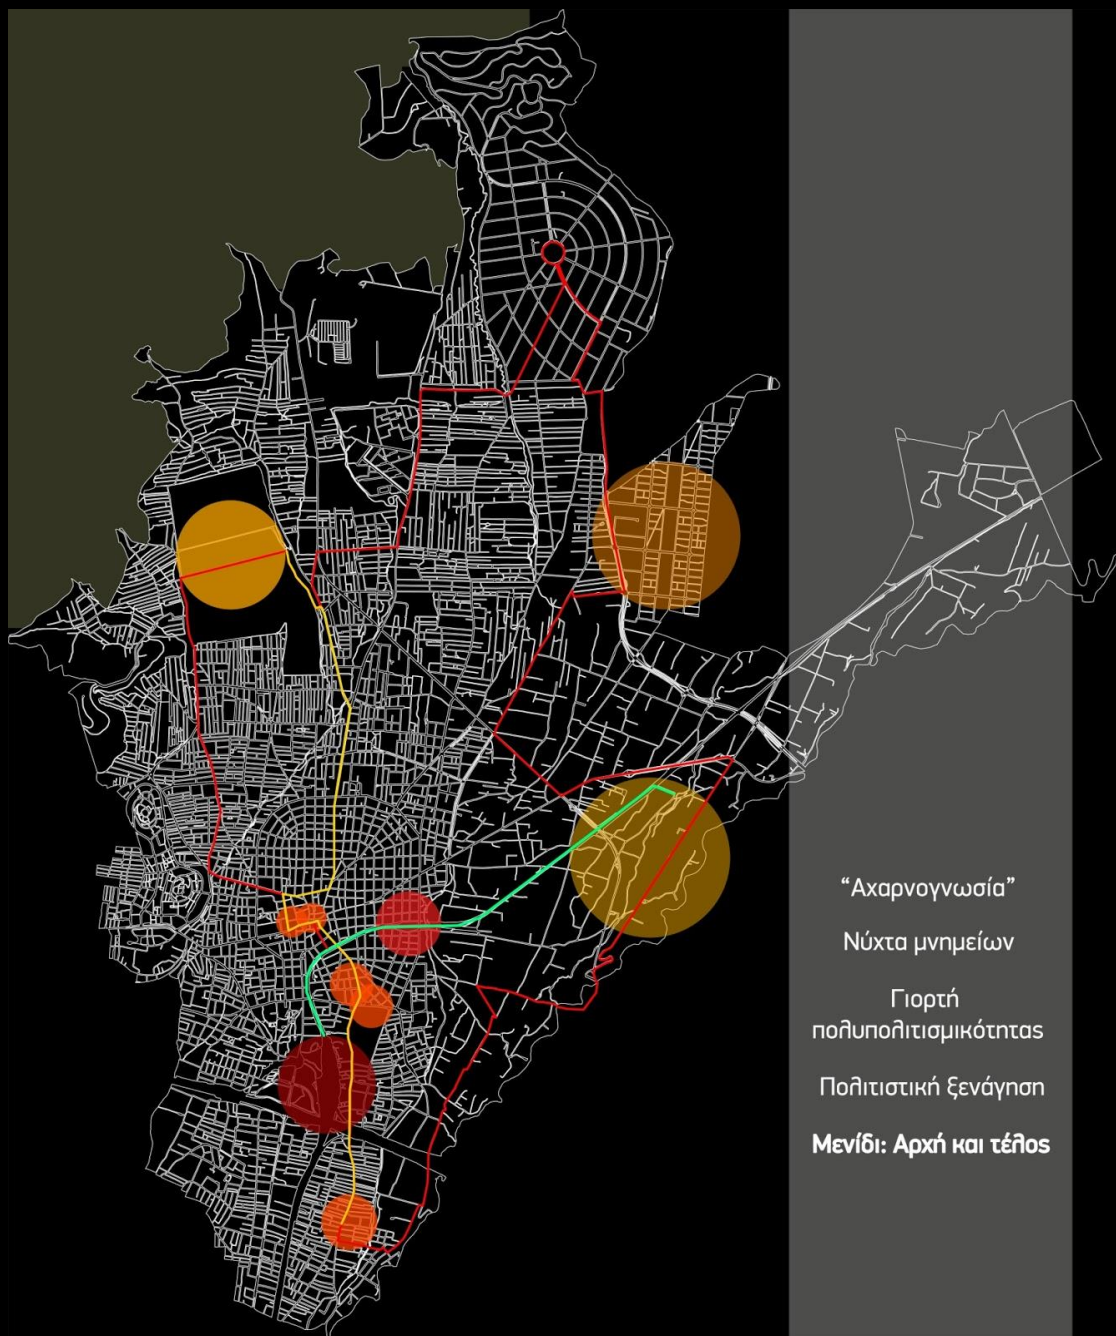 “Αχαρνογνωσία”
Νύχτα μνημείων
Γιορτή
πολυπολιτισμικότητας
Πολιτιστική ξενάγηση
Μενίδι: Αρχή και τέλος